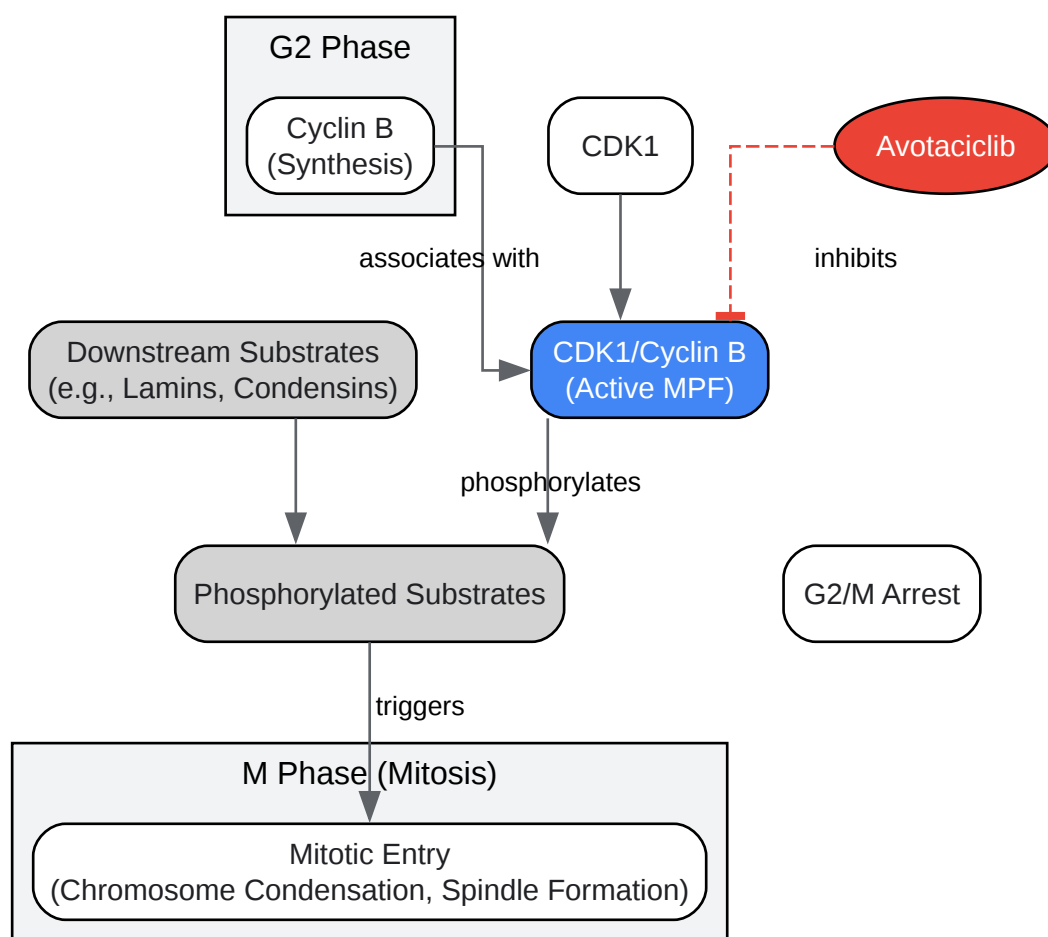 G2 Phase
Cyclin B
(Synthesis)
CDK1
Avotaciclib
associates with
inhibits
Downstream Substrates
(e.g., Lamins, Condensins)
CDK1/Cyclin B
(Active MPF)
phosphorylates
Phosphorylated Substrates
G2/M Arrest
triggers
M Phase (Mitosis)
Mitotic Entry
(Chromosome Condensation, Spindle Formation)